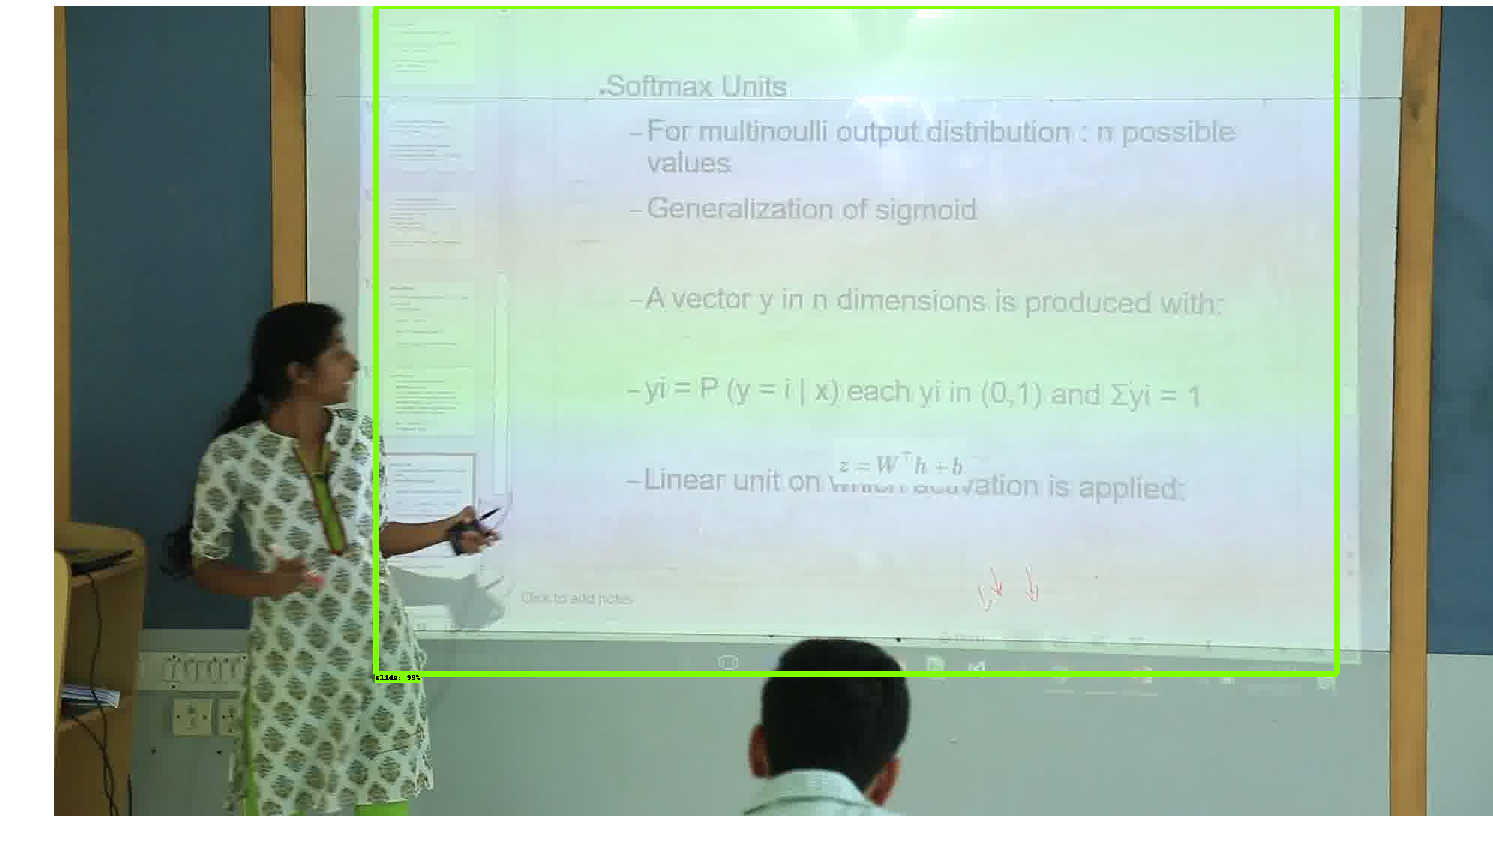 .Softmax Units
– For multinoulli output distribution : n possible
values
– Generalization of sigmoid
– A vector y in n dimensions is produced with:
– yi = P (y = i | x) each yi in (0,1) and Σyi = 1
z = W⊤h + b
– Linear unit on which activation is applied:
Click to add notes
slide: 99%